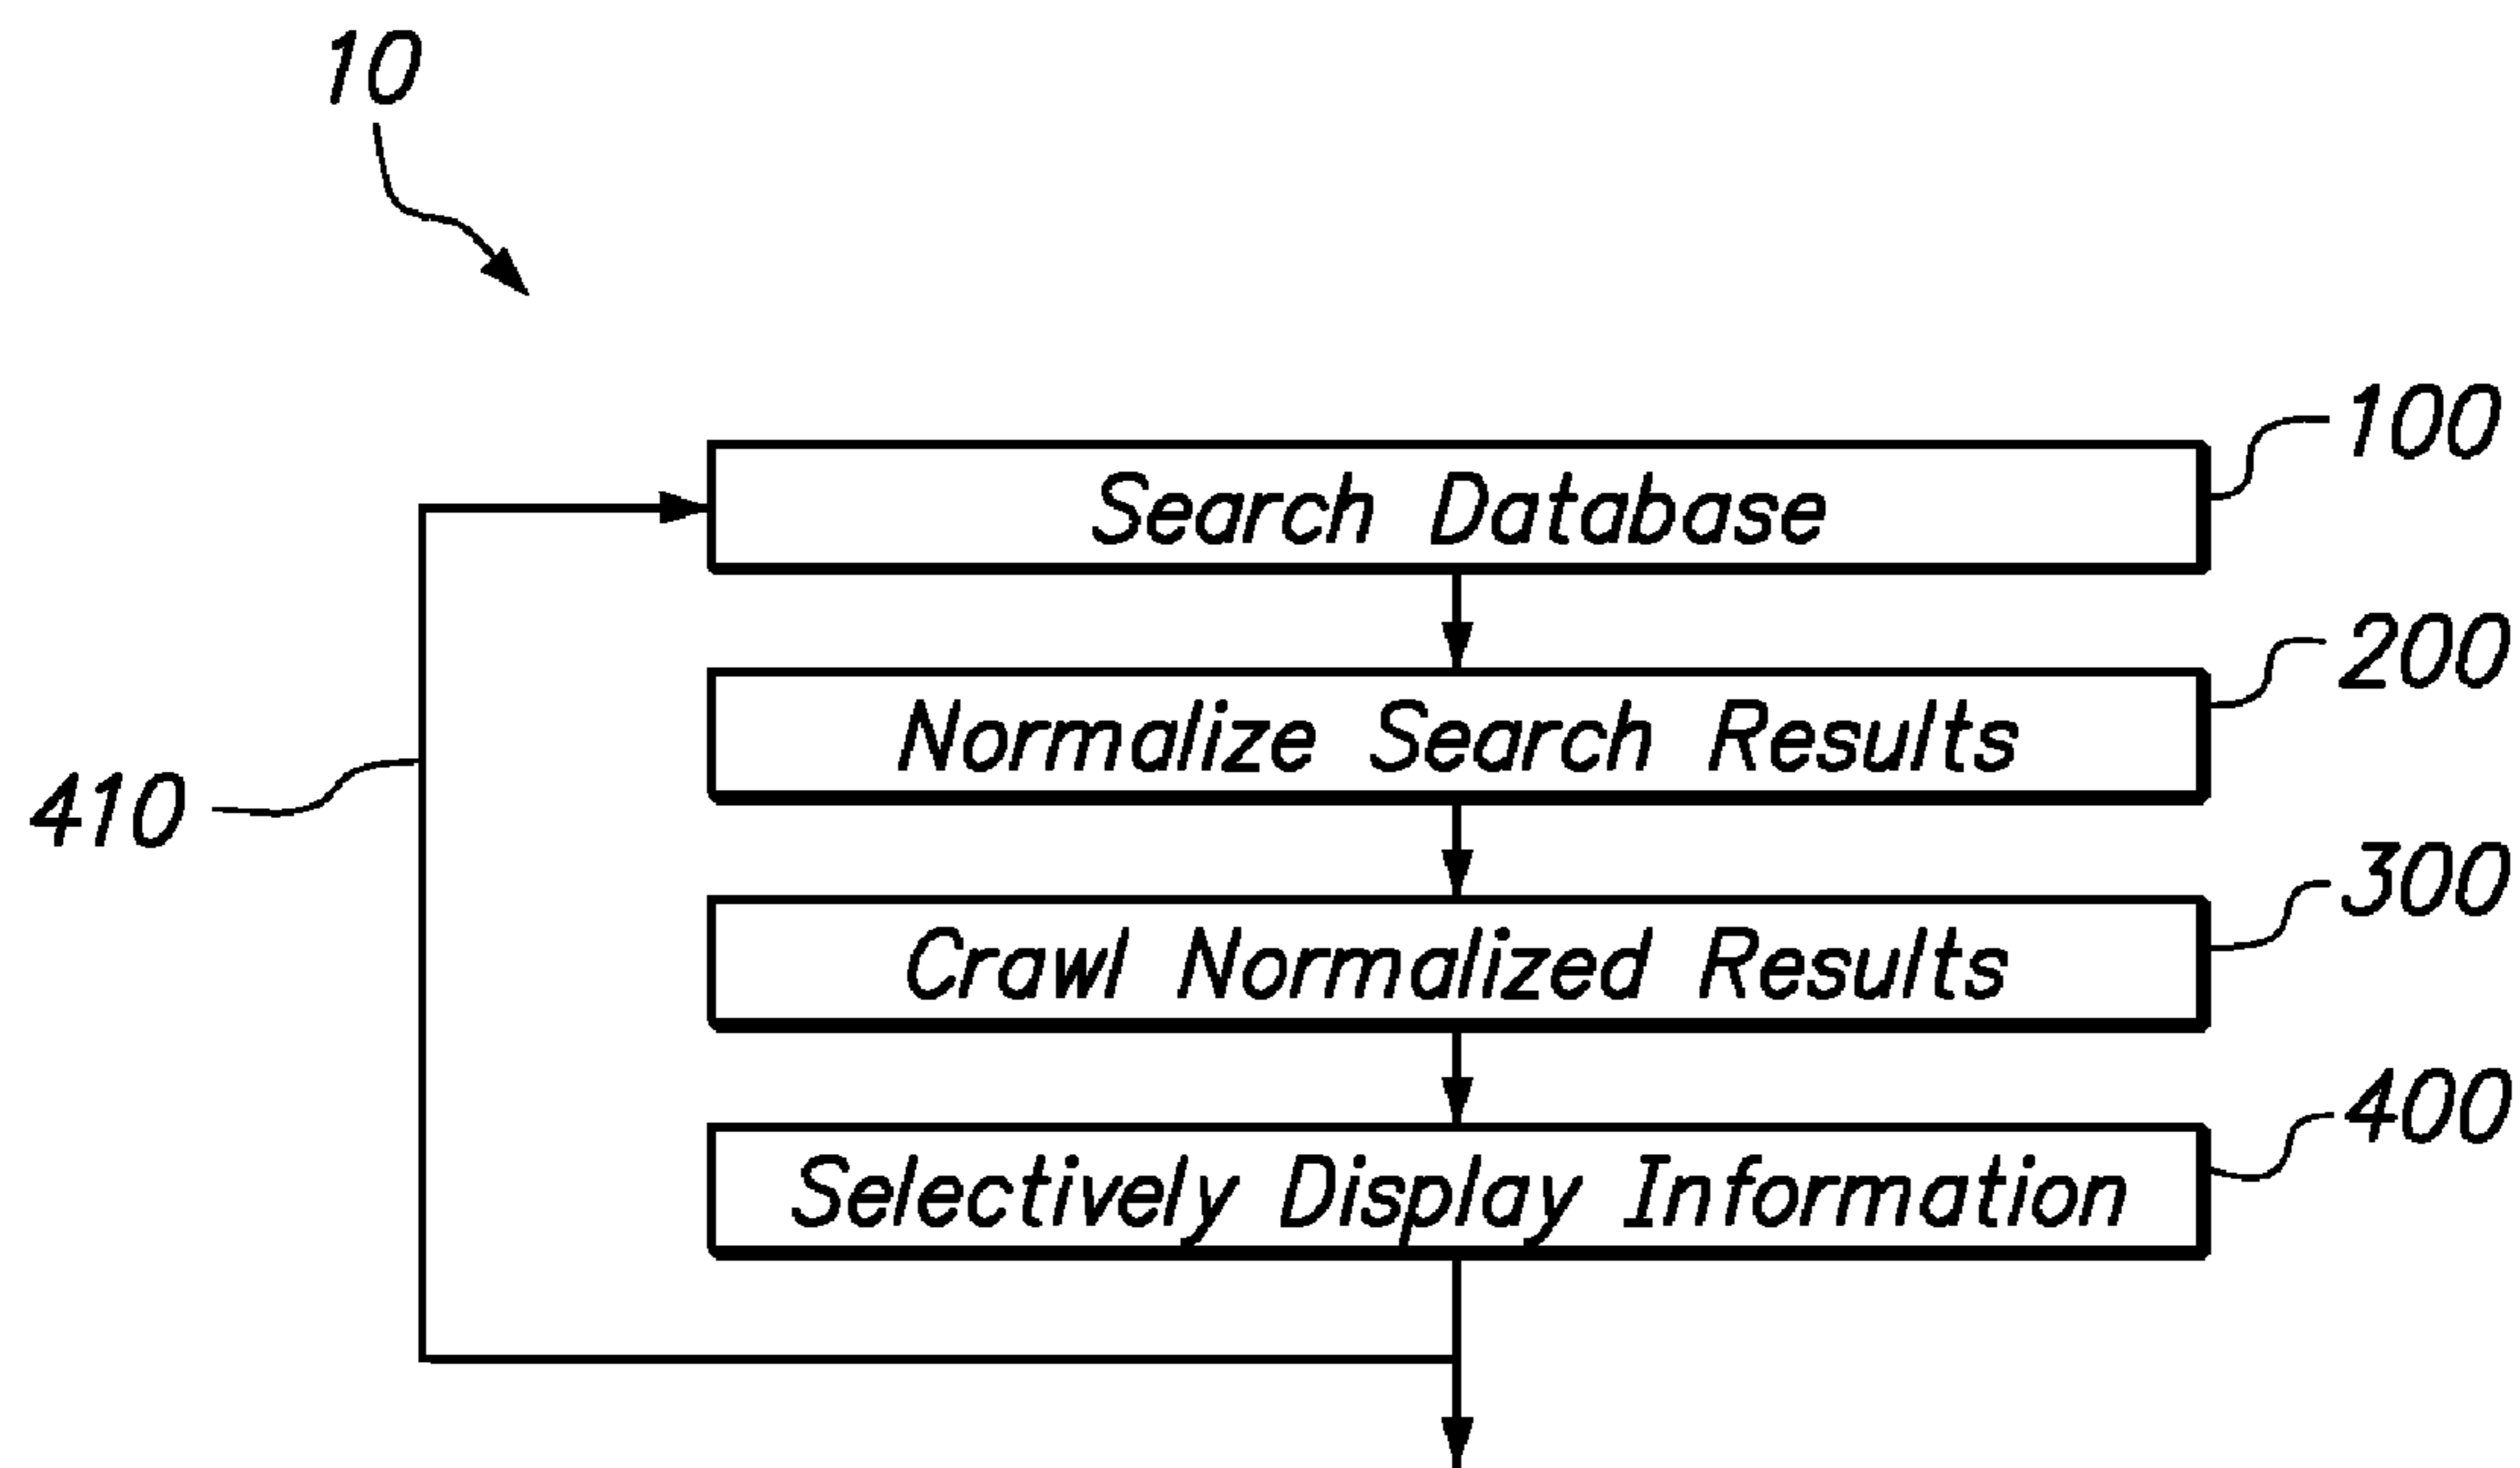 10
100
Search Database
200
Normalize Search Results
410
300
Crawl Normalized Results
400
Selectively Display Information